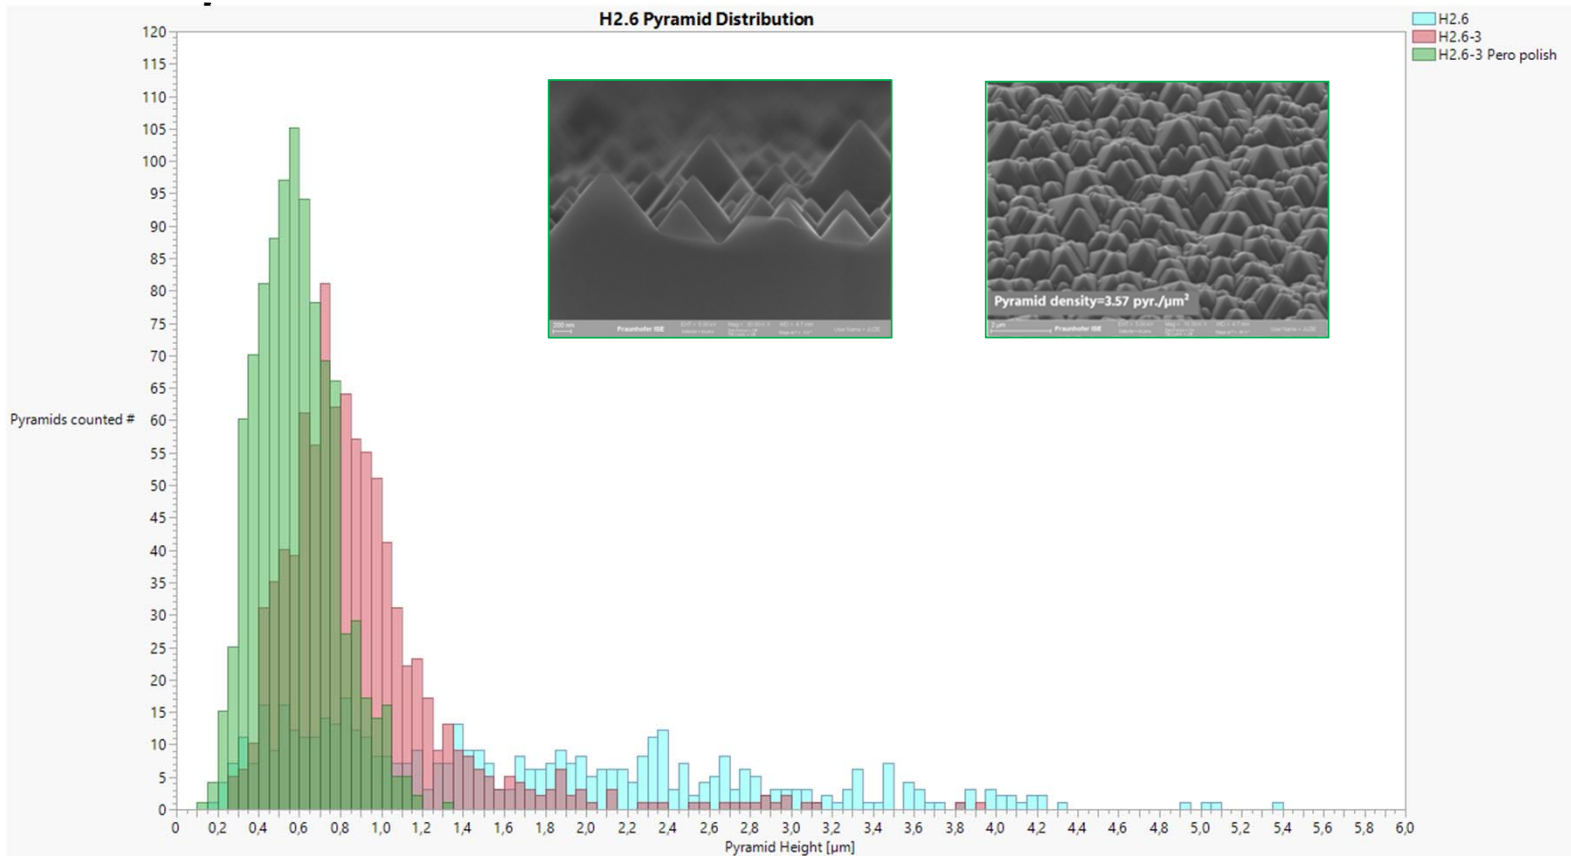 H2.6 Pyramid Distribution
H2.6
H2.6-3
H2.6-3 Pero polish
120
115
110
105
100
95
90
85
80
75
70
65
60
55
50
45
40
35
30
25
20
15
10
5
0
Pyramids counted #
200 nm
Fraunhofer ISE
Pyramid density=3.57 pyr./µm²
2 µm
Fraunhofer ISE
0 0,2 0,4 0,6 0,8 1,0 1,2 1,4 1,6 1,8 2,0 2,2 2,4 2,6 2,8 3,0 3,2 3,4 3,6 3,8 4,0 4,2 4,4 4,6 4,8 5,0 5,2 5,4 5,6 5,8 6,0
Pyramid Height [µm]